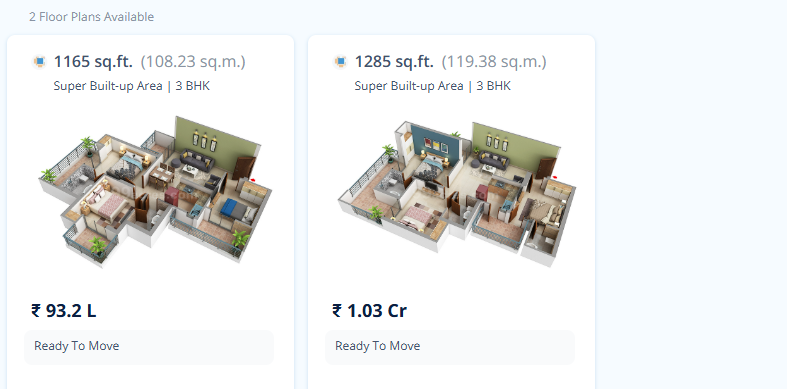 2 Floor Plans Available
1165 sq.ft. (108.23 sq.m.)
Super Built-up Area | 3 BHK
₹ 93.2 L
Ready To Move
1285 sq.ft. (119.38 sq.m.)
Super Built-up Area | 3 BHK
₹ 1.03 Cr
Ready To Move